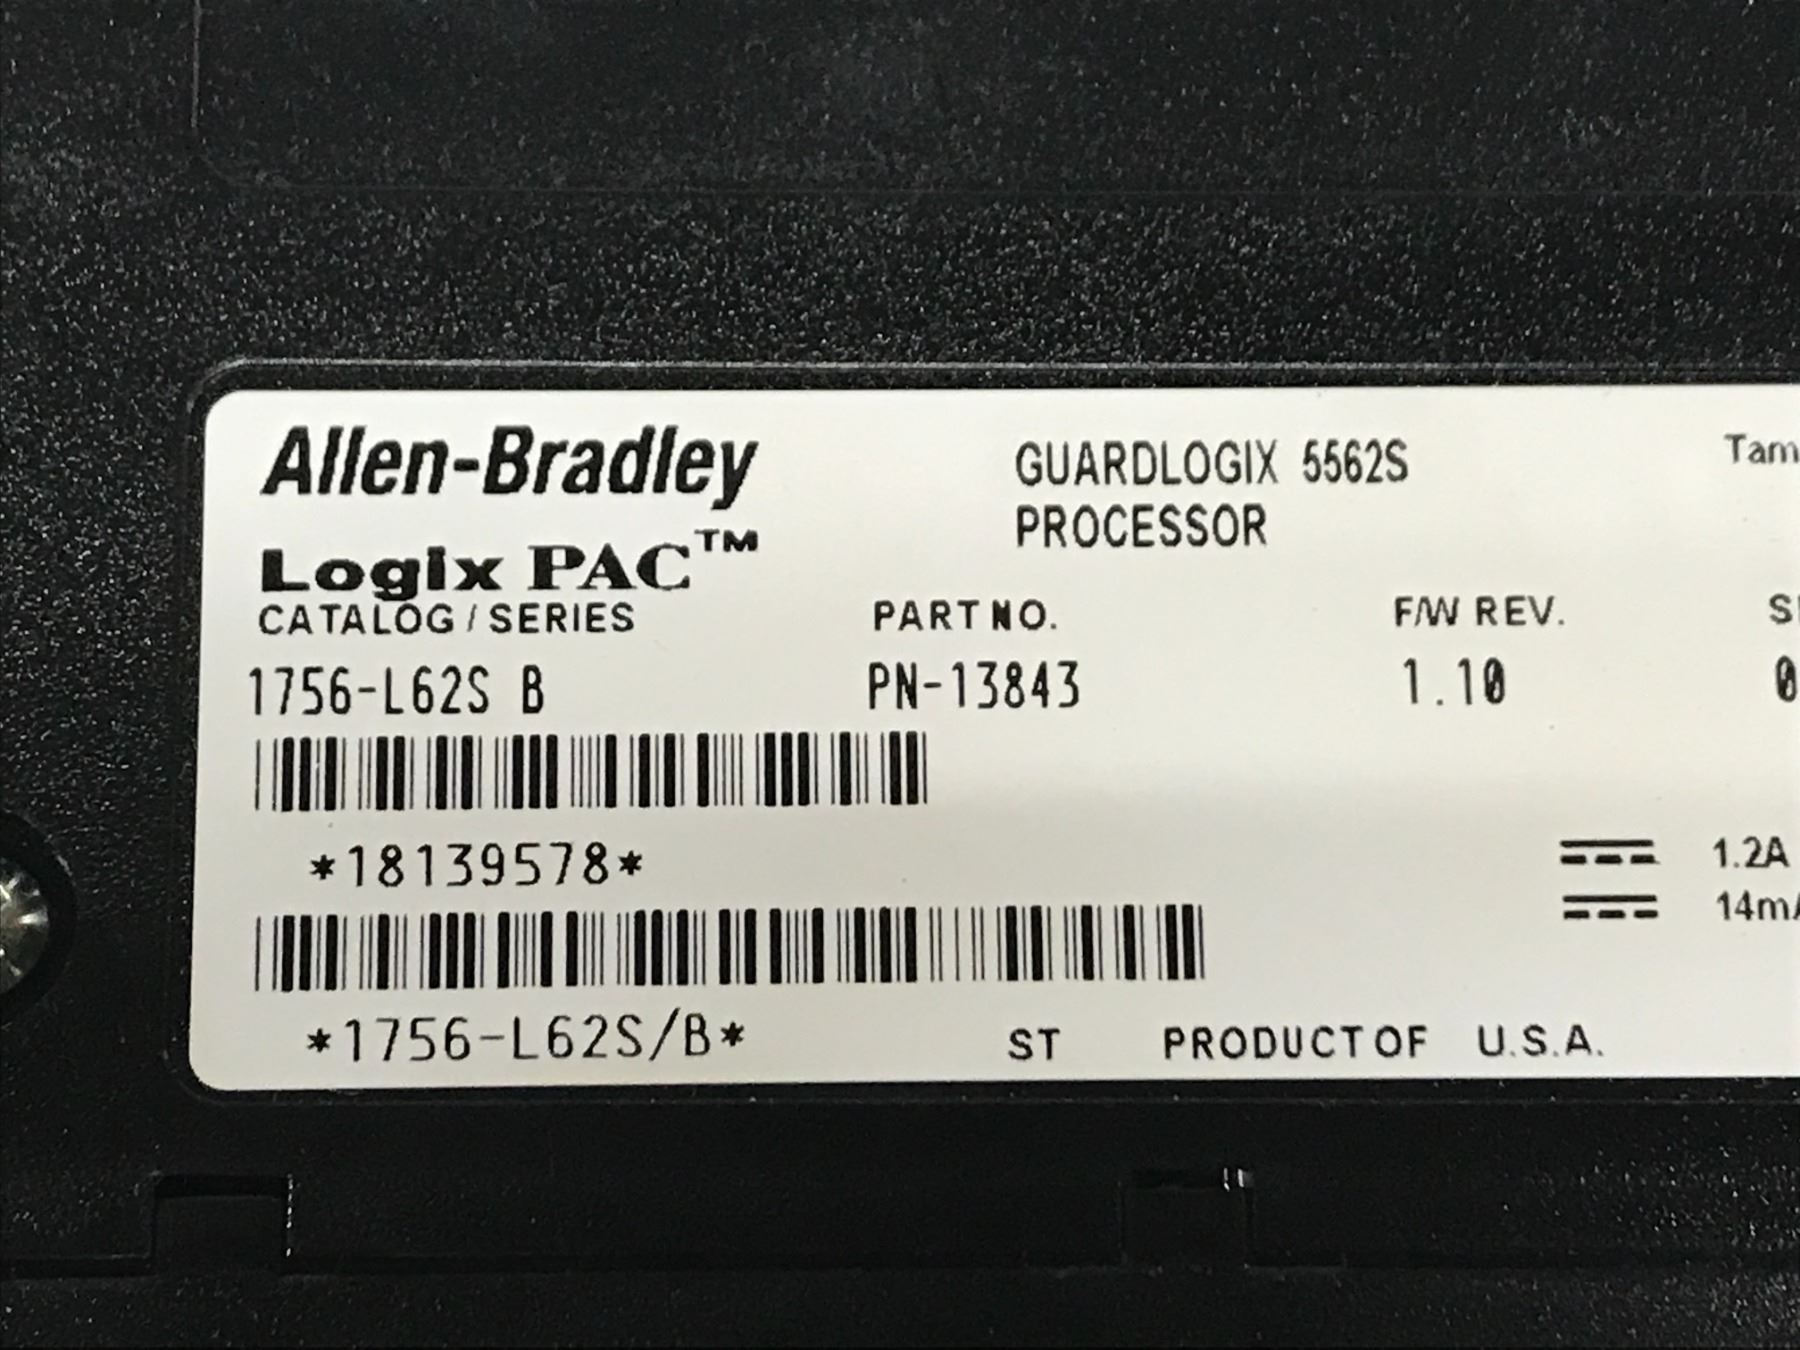 Allen-Bradley
GUARDLOGIX 5562S
PROCESSOR
Logix PAC™
CATALOG / SERIES PART NO. F/W REV.
1756-L62S B PN-13843 1.10
*18139578*
1.2A
14mA
*1756-L62S/B*
ST PRODUCT OF U.S.A.